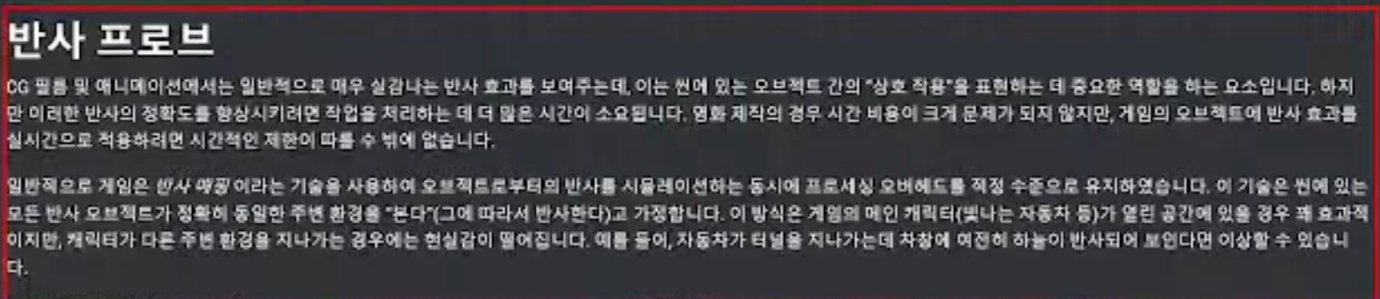 반사 프로브
CG 필름 및 애니메이션에서는 일반적으로 매우 실감나는 반사 효과를 보여주는데, 이는 씬에 있는 오브젝트 간의 "상호 작용"을 표현하는 데 중요한 역할을 하는 요소입니다. 하지
만 이러한 반사의 정확도를 향상시키려면 작업을 처리하는 데 더 많은 시간이 소요됩니다. 영화 제작의 경우 시간 비용이 크게 문제가 되지 않지만, 게임의 오브젝트에 반사 효과를
실시간으로 적용하려면 시간적인 제한이 따를 수 밖에 없습니다.
일반적으로 게임은 반사 매핑이라는 기술을 사용하여 오브젝트로부터의 반사를 시뮬레이션하는 동시에 프로세싱 오버헤드를 적정 수준으로 유지하였습니다. 이 기술은 씬에 있는
모든 반사 오브젝트가 정확히 동일한 주변 환경을 "본다"(그에 따라서 반사한다)고 가정합니다. 이 방식은 게임의 메인 캐릭터(빛나는 자동차 등)가 열린 공간에 있을 경우 꽤 효과적
이지만, 캐릭터가 다른 주변 환경을 지나가는 경우에는 현실감이 떨어집니다. 예를 들어, 자동차가 터널을 지나가는데 차창에 여전히 하늘이 반사되어 보인다면 이상할 수 있습니
다.